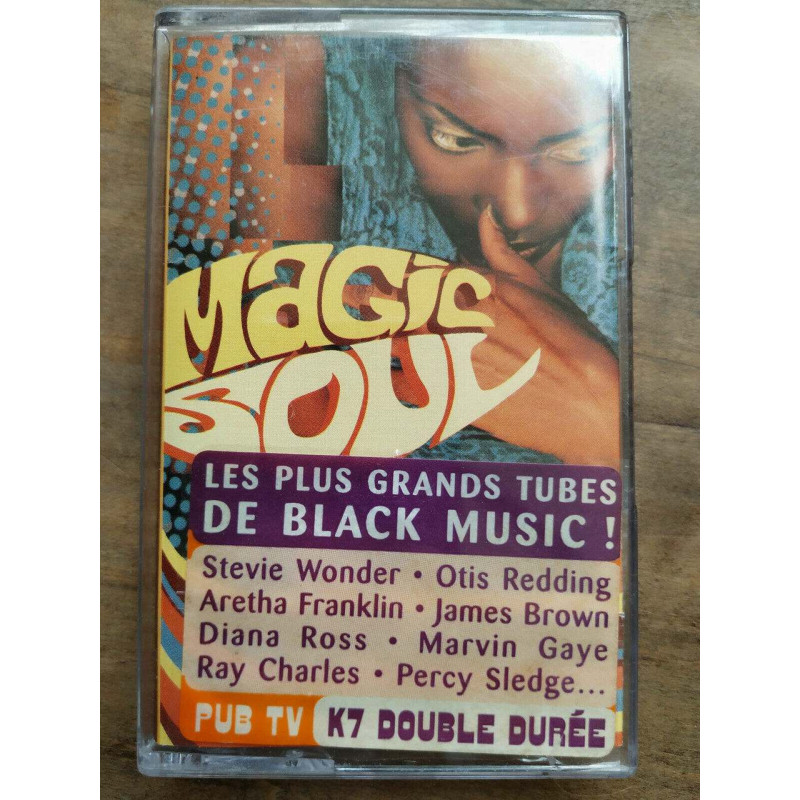 MAGIC
SOUL
LES PLUS GRANDS TUBES
DE BLACK MUSIC !
Stevie Wonder • Otis Redding
Aretha Franklin • James Brown
Diana Ross • Marvin Gaye
Ray Charles • Percy Sledge...
PUB TV K7 DOUBLE DURÉE